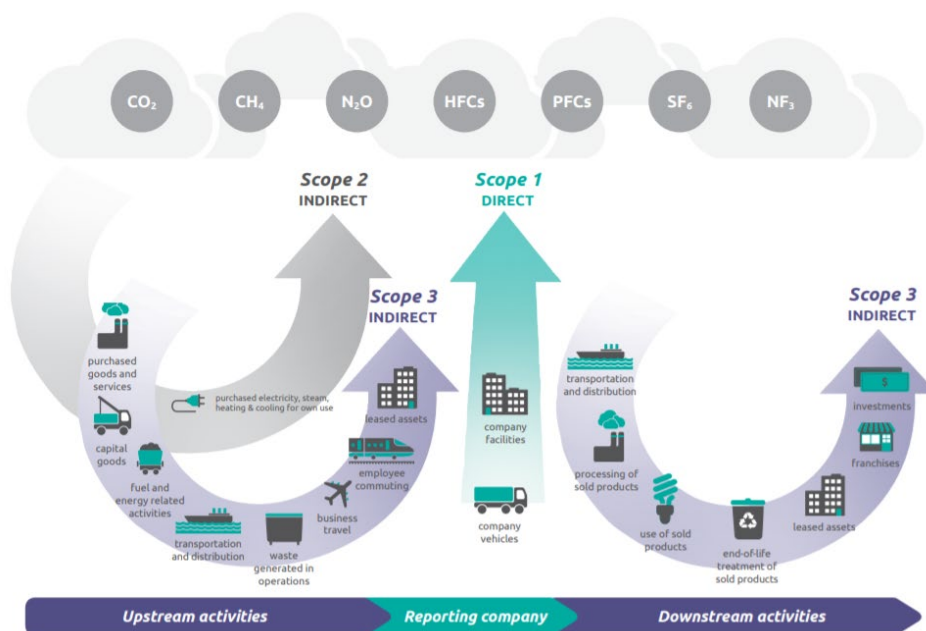 CO₂
CH₄
N₂O
HFCs
PFCs
SF₆
NF₃
Scope 2
INDIRECT
Scope 1
DIRECT
Scope 3
INDIRECT
Scope 3
INDIRECT
purchased
goods and
services
capital
goods
fuel and
energy related
activities
purchased electricity, steam,
heating & cooling for own use
transportation
and distribution
waste
generated in
operations
business
travel
employee
commuting
leased assets
company
facilities
company
vehicles
transportation
and distribution
processing of
sold products
use of sold
products
end-of-life
treatment of
sold products
leased assets
franchises
$
investments
Upstream activities
Reporting company
Downstream activities